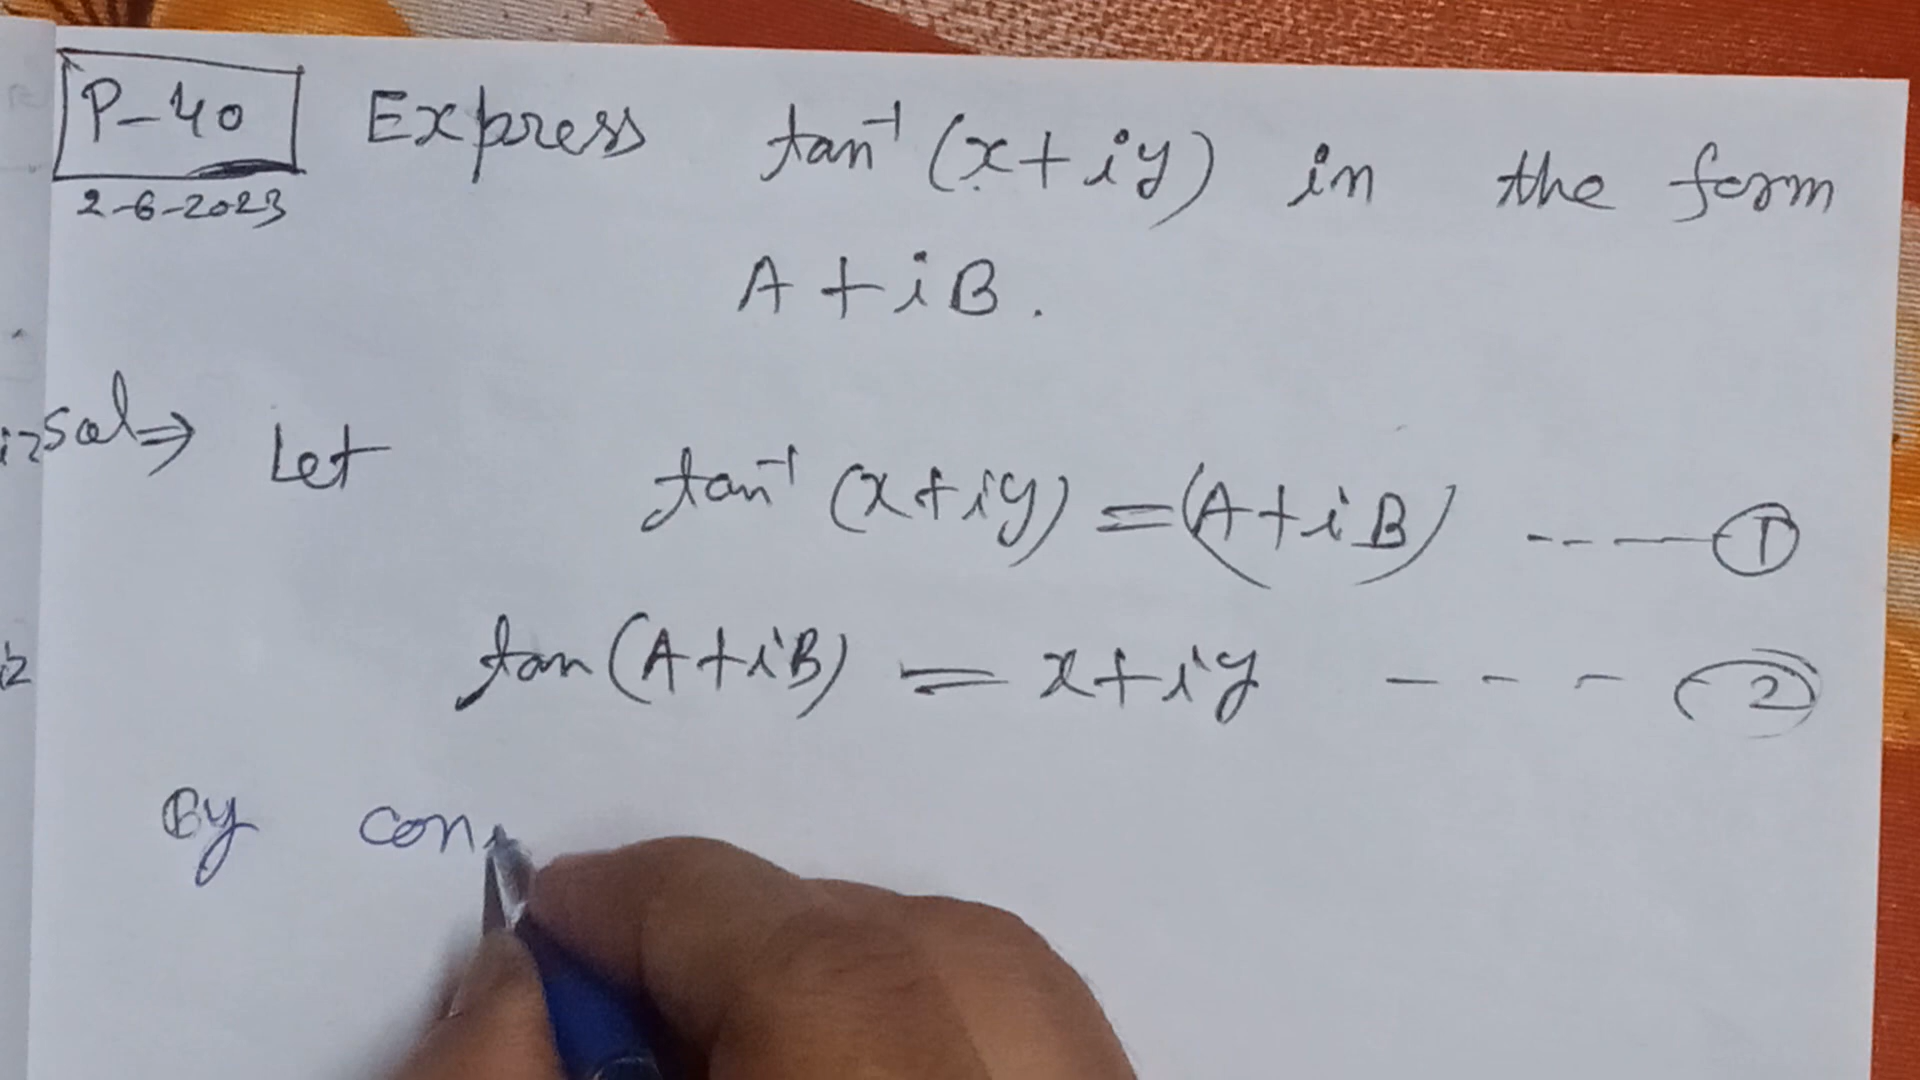 P-40 Express tan⁻¹ (x+iy) in the form
2-6-2023
A + iB.
Sol⇒ Let tan⁻¹ (x+iy) = (A+iB) ----- ①
tan (A+iB) = x+iy - - - - ②
By con